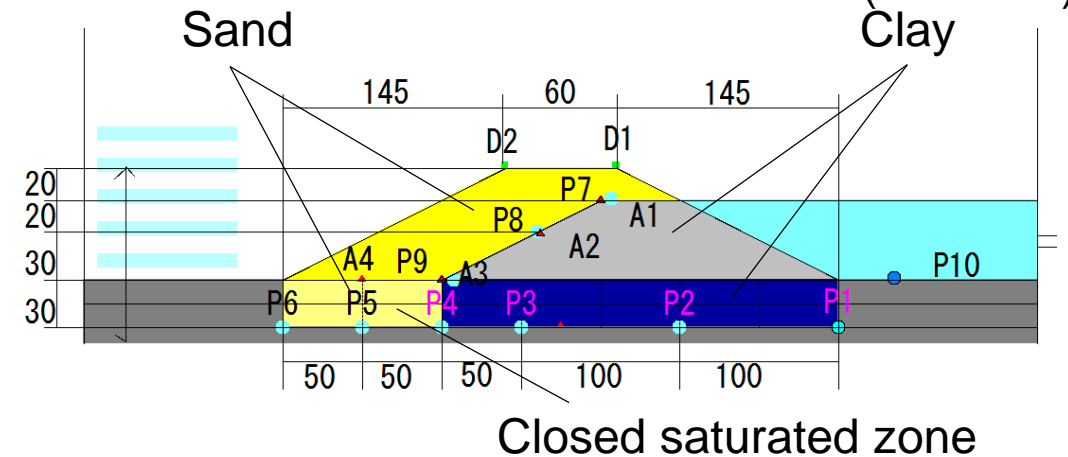 Sand
Clay
145 60 145
D2 D1
20
20
30
30
P7
A1
P8
A2
A4 P9 A3
P10
P6 P5 P4 P3 P2 P1
50 50 50 100 100
Closed saturated zone